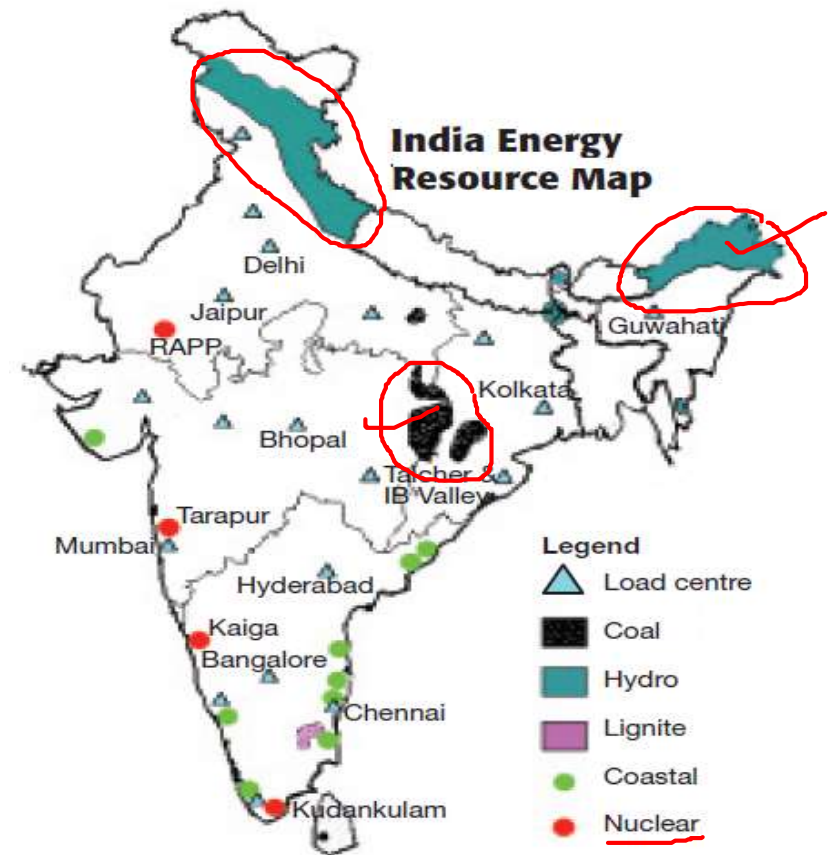 India Energy
Resource Map
Delhi
Jaipur
Guwahati
RAPP
Kolkata
Bhopal
Talcher &
IB Valley
Tarapur
Mumbai
Hyderabad
Kaiga
Bangalore
Chennai
Kudankulam
Legend
Load centre
Coal
Hydro
Lignite
Coastal
Nuclear